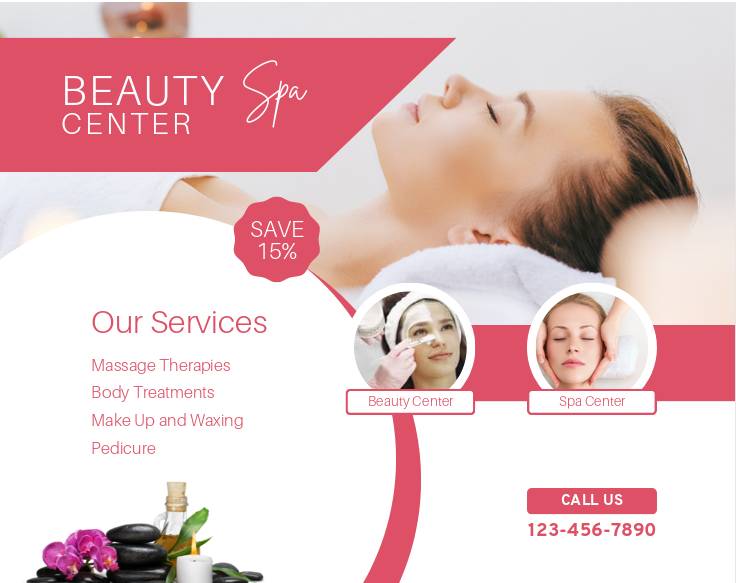 BEAUTY Spa
CENTER
SAVE
15%
Our Services
Massage Therapies
Body Treatments
Make Up and Waxing
Pedicure
Beauty Center
Spa Center
CALL US
123-456-7890